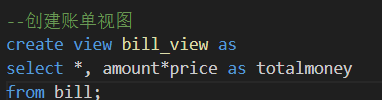 --创建账单视图
create view bill_view as
select *, amount*price as totalmoney
from bill;